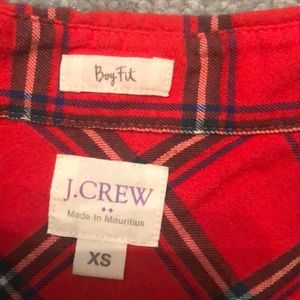 Boy Fit
J.CREW
Made In Mauritius
XS